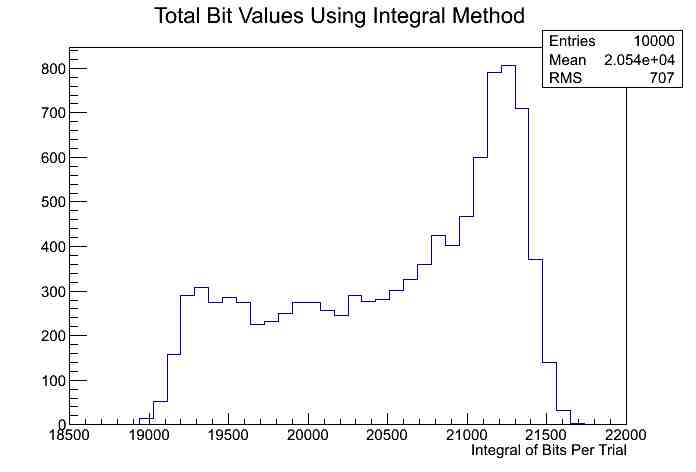 Total Bit Values Using Integral Method
Entries 10000
Mean 2.054e+04
RMS 707
800
700
600
500
400
300
200
100
0
18500 19000 19500 20000 20500 21000 21500 22000
Integral of Bits Per Trial